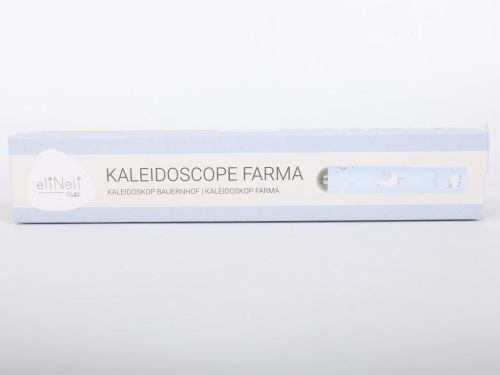 eliNeli
KALEIDOSCOPE FARMA
KALEIDOSKOP BAUERNHOF | KALEIDOSKOP FARMA